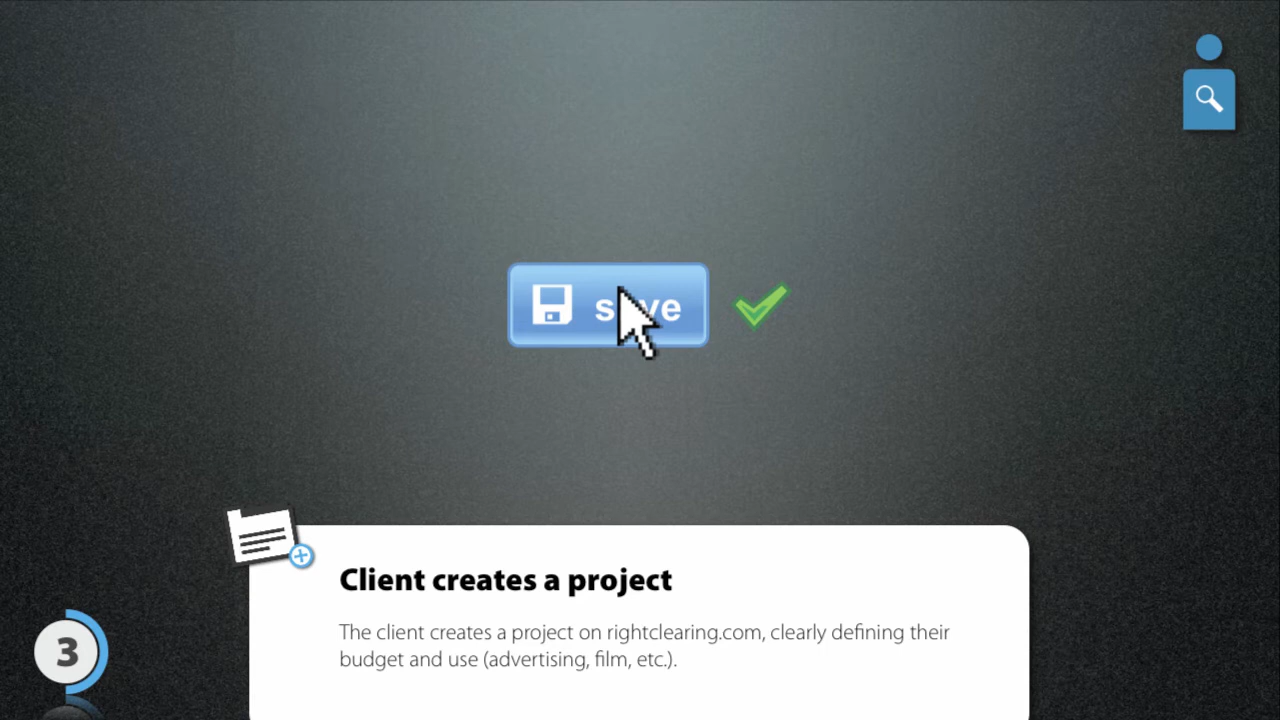 save
Client creates a project
The client creates a project on rightclearing.com, clearly defining their
budget and use (advertising, film, etc.).
3